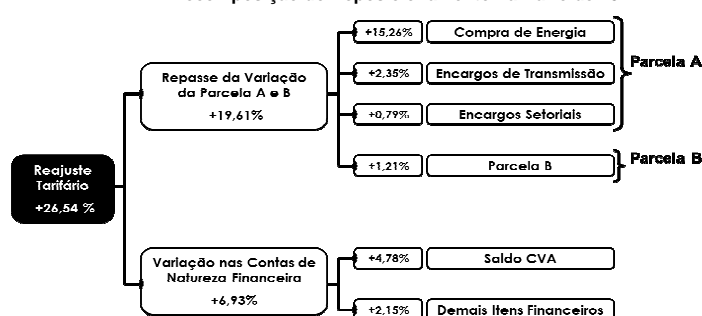 +15,26% Compra de Energia
Parcela A
Repasse da Variação
da Parcela A e B
+19,61%
+2,35% Encargos de Transmissão
+0,79% Encargos Setoriais
+1,21% Parcela B
Parcela B
Reajuste
Tarifário
+26,54 %
Variação nas Contas de
Natureza Financeira
+6,93%
+4,78% Saldo CVA
+2,15% Demais Itens Financeiros